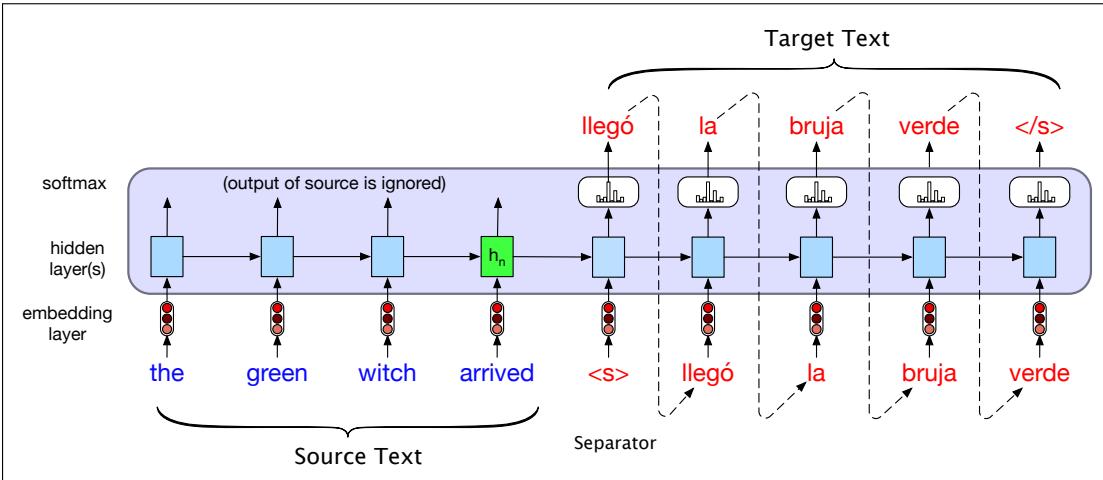 Target Text
llegó la bruja verde </s>
softmax
(output of source is ignored)
hidden
layer(s)
hn
embedding
layer
the green witch arrived <s> llegó la bruja verde
Separator
Source Text